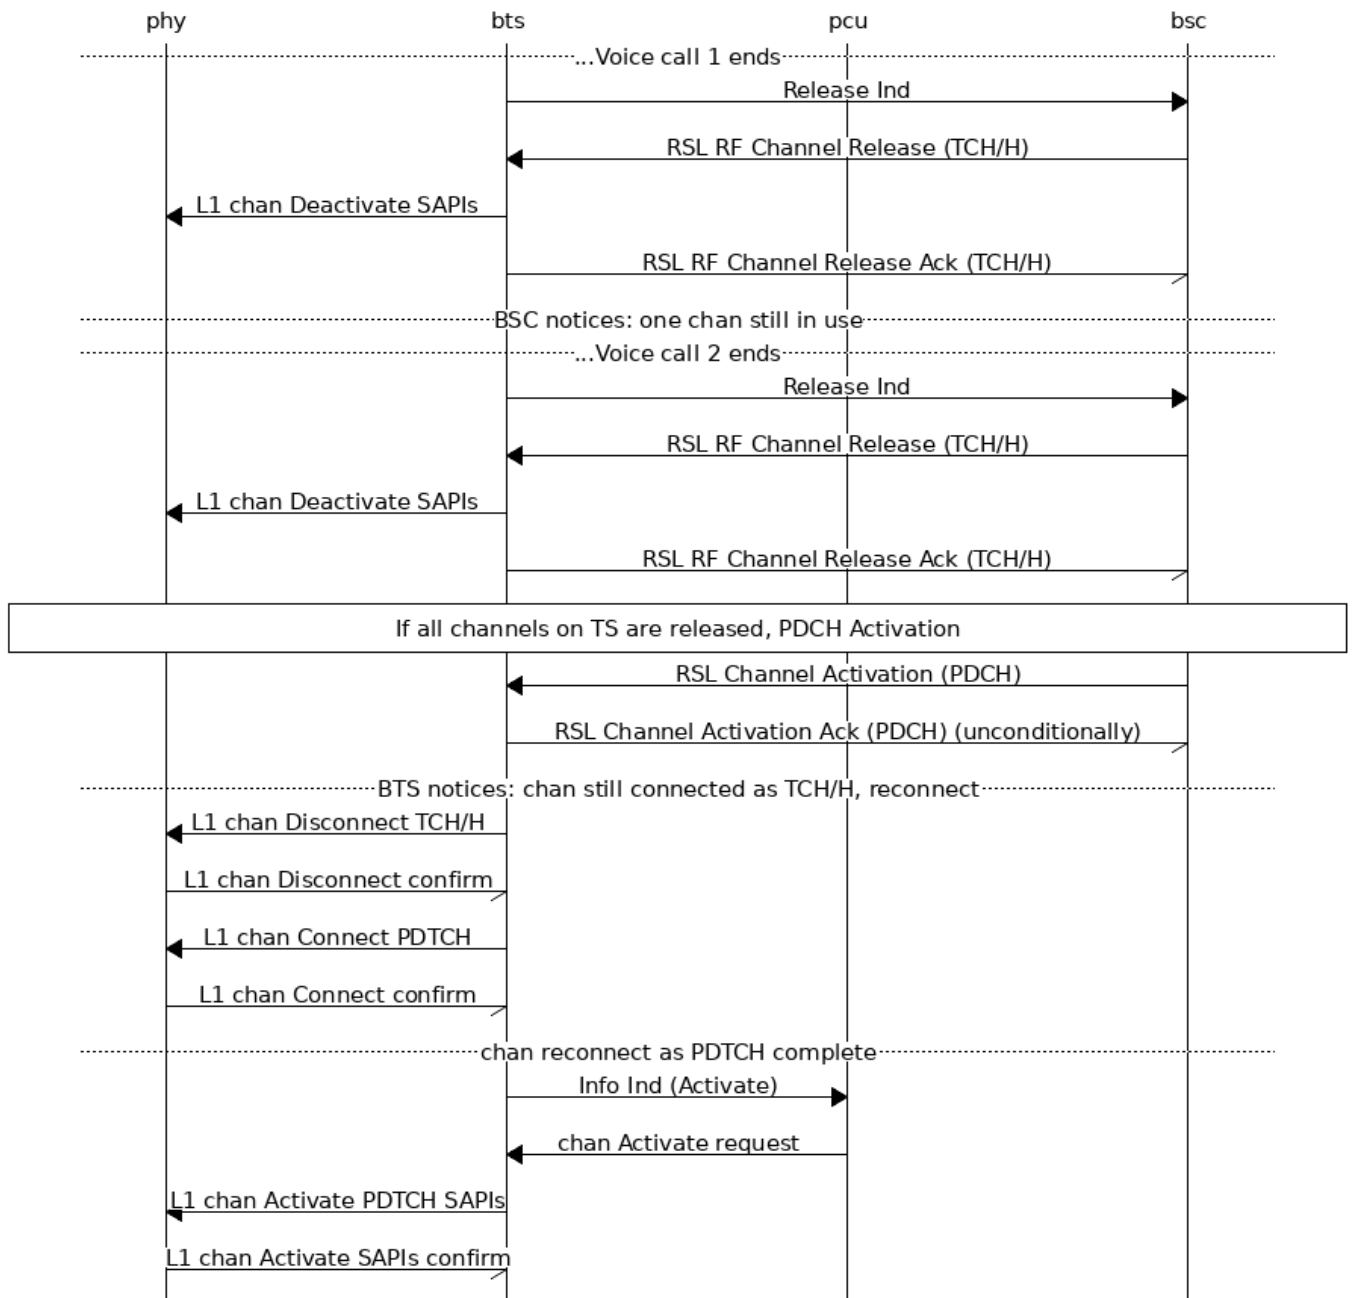 phy bts pcu bsc
...Voice call 1 ends
Release Ind
RSL RF Channel Release (TCH/H)
L1 chan Deactivate SAPIs
RSL RF Channel Release Ack (TCH/H)
BSC notices: one chan still in use
...Voice call 2 ends
Release Ind
RSL RF Channel Release (TCH/H)
L1 chan Deactivate SAPIs
RSL RF Channel Release Ack (TCH/H)
If all channels on TS are released, PDCH Activation
RSL Channel Activation (PDCH)
RSL Channel Activation Ack (PDCH) (unconditionally)
BTS notices: chan still connected as TCH/H, reconnect
L1 chan Disconnect TCH/H
L1 chan Disconnect confirm
L1 chan Connect PDTCH
L1 chan Connect confirm
chan reconnect as PDTCH complete
Info Ind (Activate)
chan Activate request
L1 chan Activate PDTCH SAPIs
L1 chan Activate SAPIs confirm